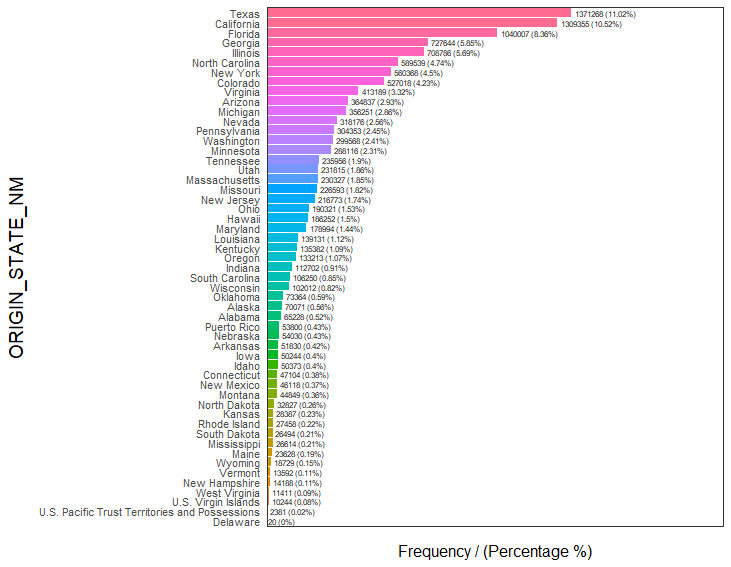 ORIGIN_STATE_NM
Texas 1371268 (11.02%)
California 1309355 (10.52%)
Florida 1040007 (8.36%)
Georgia 727644 (5.85%)
Illinois 708786 (5.69%)
North Carolina 589539 (4.74%)
New York 560368 (4.5%)
Colorado 527018 (4.23%)
Virginia 413189 (3.32%)
Arizona 364837 (2.93%)
Michigan 356251 (2.86%)
Nevada 318176 (2.56%)
Pennsylvania 304353 (2.45%)
Washington 299568 (2.41%)
Minnesota 288116 (2.31%)
Tennessee 235956 (1.9%)
Utah 231815 (1.86%)
Massachusetts 230327 (1.85%)
Missouri 226593 (1.82%)
New Jersey 216773 (1.74%)
Ohio 190321 (1.53%)
Hawaii 186252 (1.5%)
Maryland 178994 (1.44%)
Louisiana 139131 (1.12%)
Kentucky 135382 (1.09%)
Oregon 133213 (1.07%)
Indiana 112702 (0.91%)
South Carolina 106250 (0.85%)
Wisconsin 102012 (0.82%)
Oklahoma 73364 (0.59%)
Alaska 70071 (0.56%)
Alabama 65228 (0.52%)
Puerto Rico 53800 (0.43%)
Nebraska 54030 (0.43%)
Arkansas 51830 (0.42%)
Iowa 50244 (0.4%)
Idaho 50373 (0.4%)
Connecticut 47104 (0.38%)
New Mexico 46118 (0.37%)
Montana 44849 (0.36%)
North Dakota 32827 (0.26%)
Kansas 28387 (0.23%)
Rhode Island 27458 (0.22%)
South Dakota 26494 (0.21%)
Mississippi 26614 (0.21%)
Maine 23628 (0.19%)
Wyoming 18729 (0.15%)
Vermont 13592 (0.11%)
New Hampshire 14188 (0.11%)
West Virginia 11411 (0.09%)
U.S. Virgin Islands 10244 (0.08%)
U.S. Pacific Trust Territories and Possessions 2381 (0.02%)
Delaware 20 (0%)
Frequency / (Percentage %)